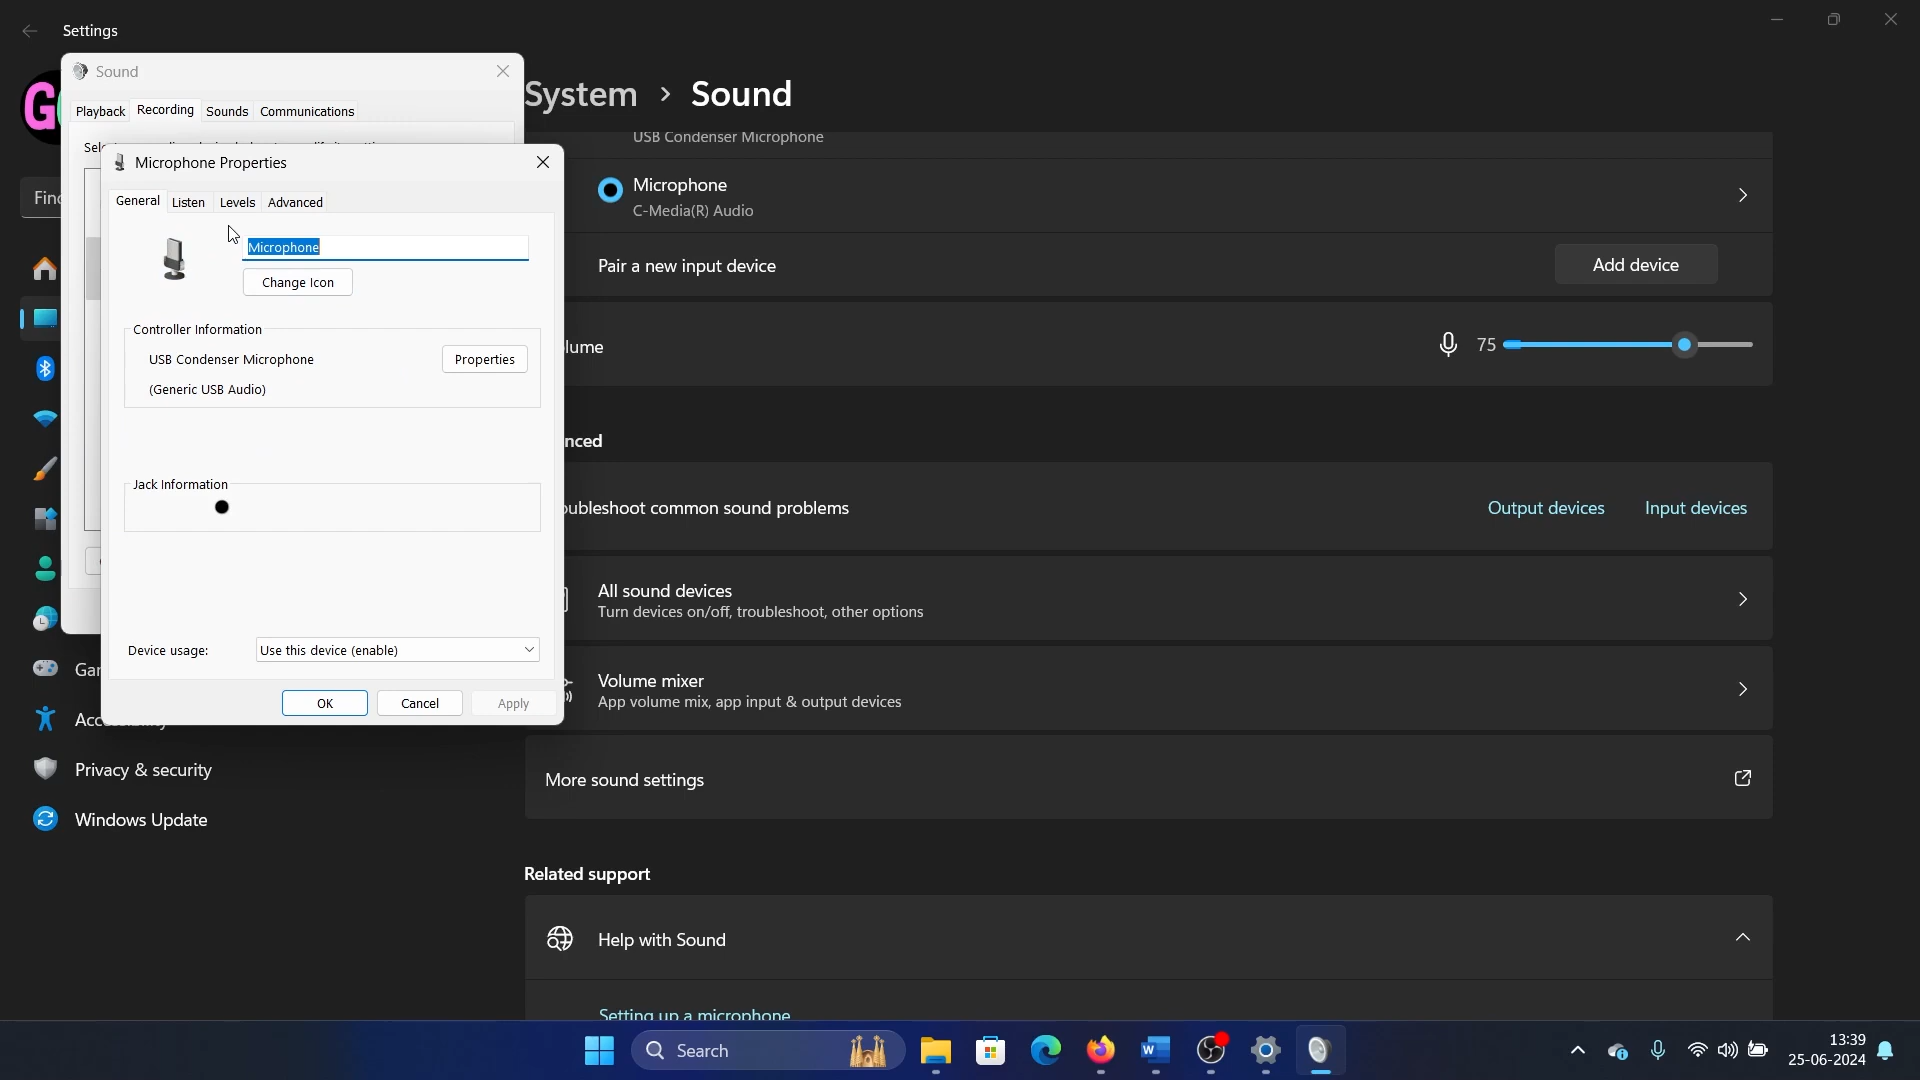 Settings
Sound
Playback Recording Sounds Communications
Microphone Properties
General Listen Levels Advanced
Microphone
Change Icon
Controller Information
USB Condenser Microphone
Properties
(Generic USB Audio)
Jack Information
Device usage:
Use this device (enable)
OK
Cancel
Apply
Find
Privacy & security
Windows Update
System > Sound
USB Condenser Microphone
Microphone
C-Media(R) Audio
Pair a new input device
Add device
lume
75
nced
ubleshoot common sound problems
Output devices
Input devices
All sound devices
Turn devices on/off, troubleshoot, other options
Volume mixer
App volume mix, app input & output devices
More sound settings
Related support
Help with Sound
Setting up a microphone
Search
13:39
25-06-2024